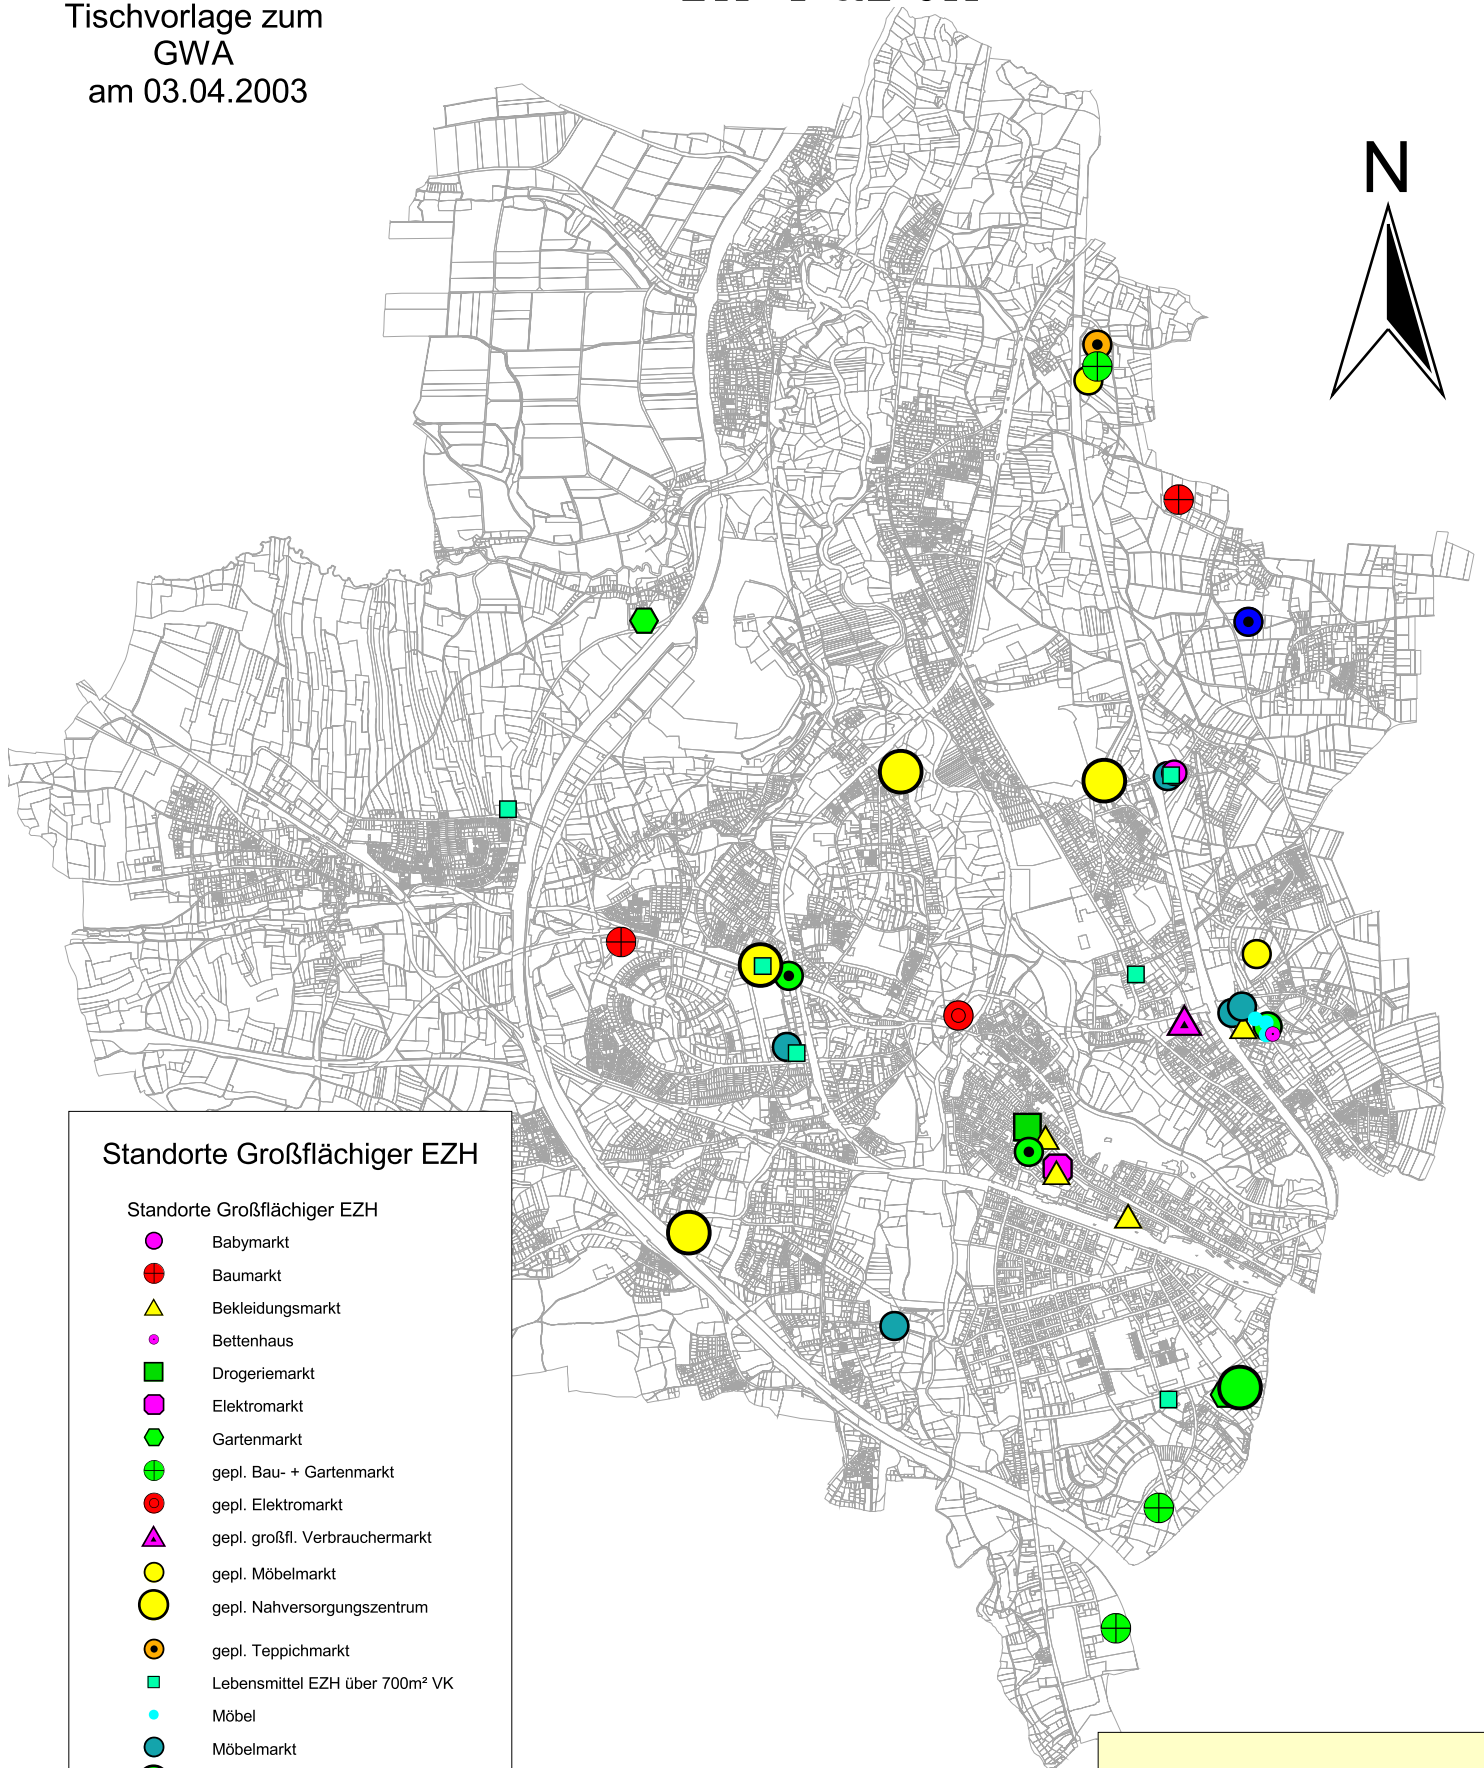 Tischvorlage zum
GWA
am 03.04.2003
N
Standorte Großflächiger EZH
Standorte Großflächiger EZH
Babymarkt
Baumarkt
Bekleidungsmarkt
Bettenhaus
Drogeriemarkt
Elektromarkt
Gartenmarkt
gepl. Bau- + Gartenmarkt
gepl. Elektromarkt
gepl. großfl. Verbrauchermarkt
gepl. Möbelmarkt
gepl. Nahversorgungszentrum
gepl. Teppichmarkt
Lebensmittel EZH über 700m² VK
Möbel
Möbelmarkt